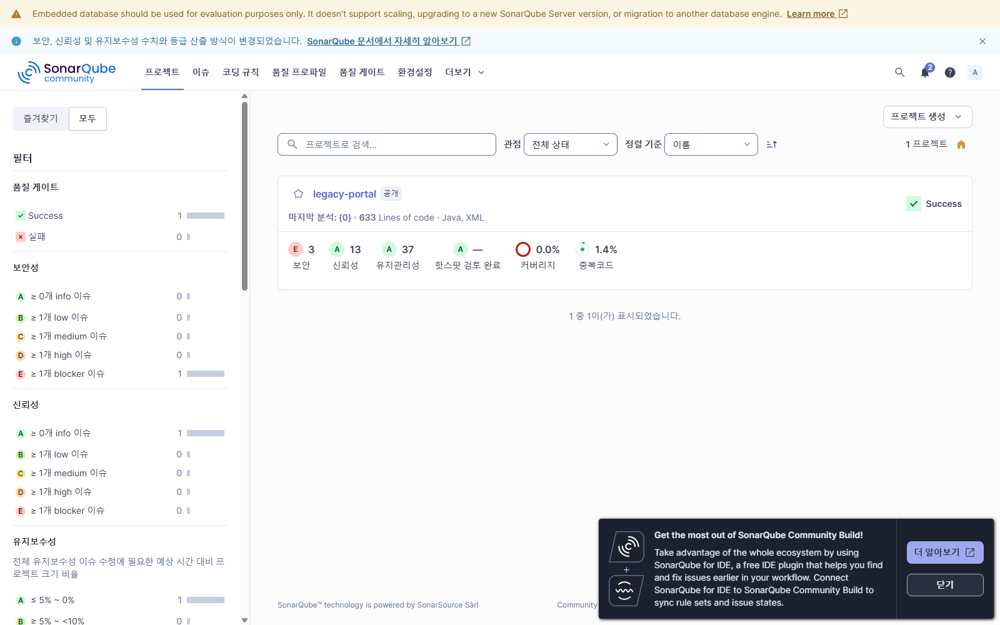 Embedded database should be used for evaluation purposes only. It doesn't support scaling, upgrading to a new SonarQube Server version, or migration to another database engine. Learn more
보안, 신뢰성 및 유지보수성 수치와 등급 산출 방식이 변경되었습니다. SonarQube 문서에서 자세히 알아보기
SonarQube community
프로젝트 이슈 코딩 규칙 품질 프로파일 품질 게이트 환경설정 더보기
2 ? A
즐겨찾기 모두
필터
품질 게이트
Success 1
실패 0
보안성
A ≥ 0개 info 이슈 0
B ≥ 1개 low 이슈 0
C ≥ 1개 medium 이슈 0
D ≥ 1개 high 이슈 0
E ≥ 1개 blocker 이슈 1
신뢰성
A ≥ 0개 info 이슈 1
B ≥ 1개 low 이슈 0
C ≥ 1개 medium 이슈 0
D ≥ 1개 high 이슈 0
E ≥ 1개 blocker 이슈 0
유지보수성
전체 유지보수성 이슈 수정에 필요한 예상 시간 대비 프
로젝트 크기 비율
A ≤ 5% ~ 0% 1
B ≥ 5% ~ <10% 0
프로젝트 생성
프로젝트로 검색... 관점 전체 상태 정렬 기준 이름 1 프로젝트
legacy-portal 공개
Success
마지막 분석: {0} • 633 Lines of code • Java, XML
E 3 A 13 A 37 A — 0.0% 1.4%
보안 신뢰성 유지관리성 핫스팟 검토 완료 커버리지 중복코드
1 중 1이(가) 표시되었습니다.
SonarQube™ technology is powered by SonarSource Sàrl Community
Get the most out of SonarQube Community Build!
Take advantage of the whole ecosystem by using
SonarQube for IDE, a free IDE plugin that helps you find
and fix issues earlier in your workflow. Connect
SonarQube for IDE to SonarQube Community Build to
sync rule sets and issue states.
더 알아보기
닫기